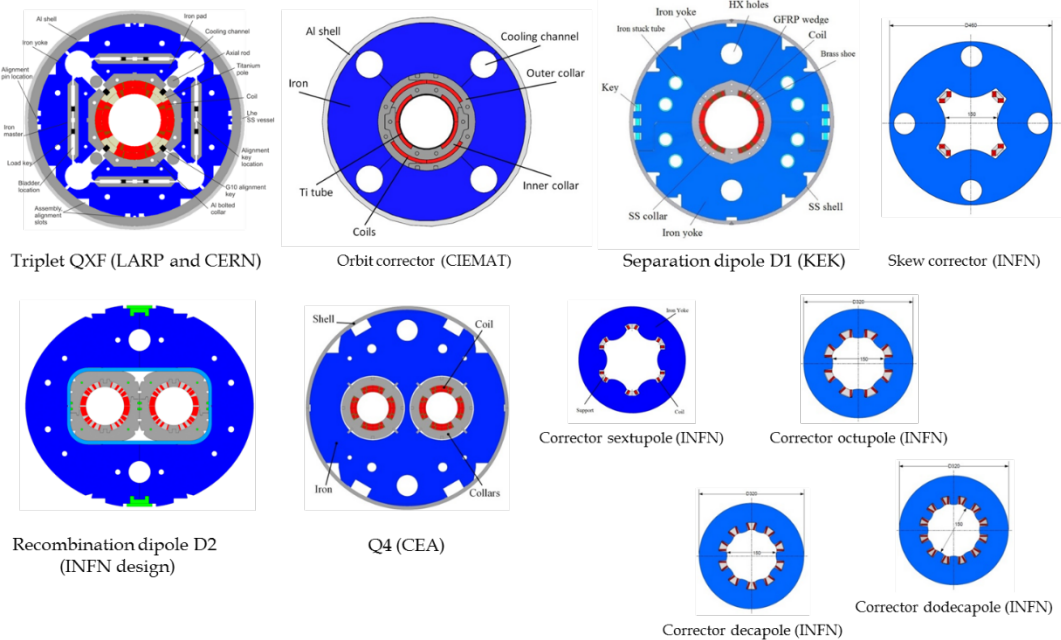 Al shell
Iron pad
Iron yoke
Cooling channel
Alignment
pin location
Axial rod
Titanium
pole
Coil
Iron
master
Lhe
SS vessel
Load key
Alignment
key
location
Bladder
location
G10 alignment
key
Assembly
alignment
slots
Al bolted
collar
Triplet QXF (LARP and CERN)
Al shell
Cooling channel
Iron
Outer collar
Ti tube
Inner collar
Coils
Orbit corrector (CIEMAT)
Iron yoke
HX holes
GFRP wedge
Iron stuck tube
Coil
Brass shoe
Key
SS collar
SS shell
Iron yoke
Separation dipole D1 (KEK)
D460
150
Skew corrector (INFN)
Recombination dipole D2
(INFN design)
Shell
Coil
Iron
Collars
Q4 (CEA)
Iron Yoke
Support
Coil
Corrector sextupole (INFN)
D320
150
Corrector octupole (INFN)
D320
150
Corrector decapole (INFN)
D320
150
Corrector dodecapole (INFN)